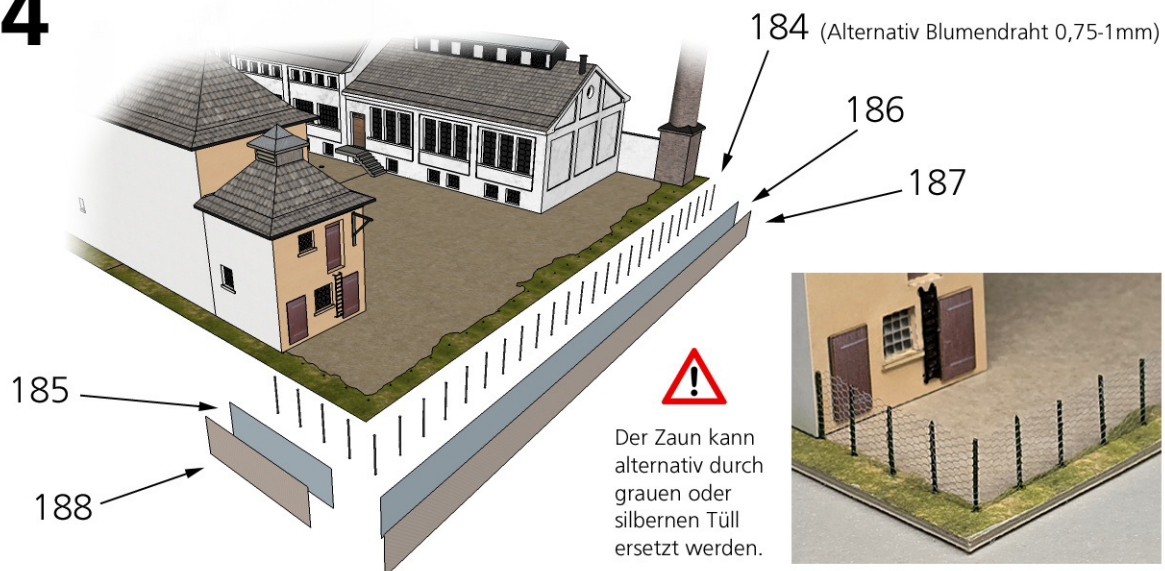 4
184 (Alternativ Blumendraht 0,75-1mm)
186
187
185
188
Der Zaun kann
alternativ durch
grauen oder
silbernen Tüll
ersetzt werden.